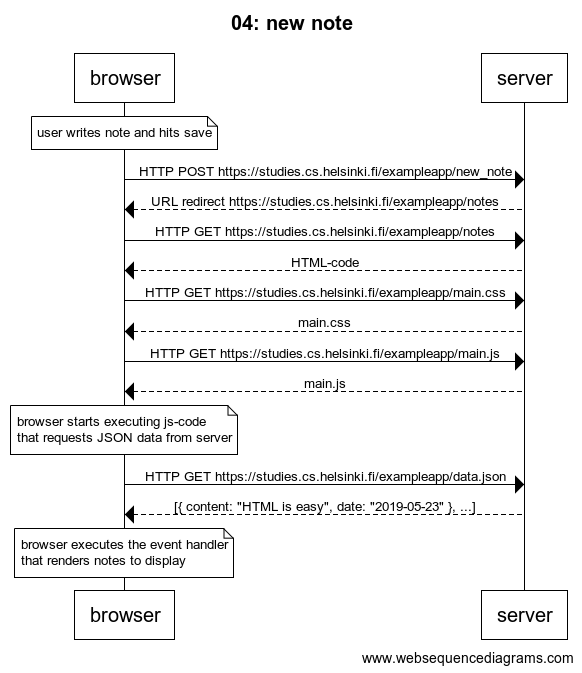 04: new note
browser
server
user writes note and hits save
HTTP POST https://studies.cs.helsinki.fi/exampleapp/new_note
URL redirect https://studies.cs.helsinki.fi/exampleapp/notes
HTTP GET https://studies.cs.helsinki.fi/exampleapp/notes
HTML-code
HTTP GET https://studies.cs.helsinki.fi/exampleapp/main.css
main.css
HTTP GET https://studies.cs.helsinki.fi/exampleapp/main.js
main.js
browser starts executing js-code
that requests JSON data from server
HTTP GET https://studies.cs.helsinki.fi/exampleapp/data.json
[{ content: "HTML is easy", date: "2019-05-23" }, ...]
browser executes the event handler
that renders notes to display
browser
server
www.websequencediagrams.com